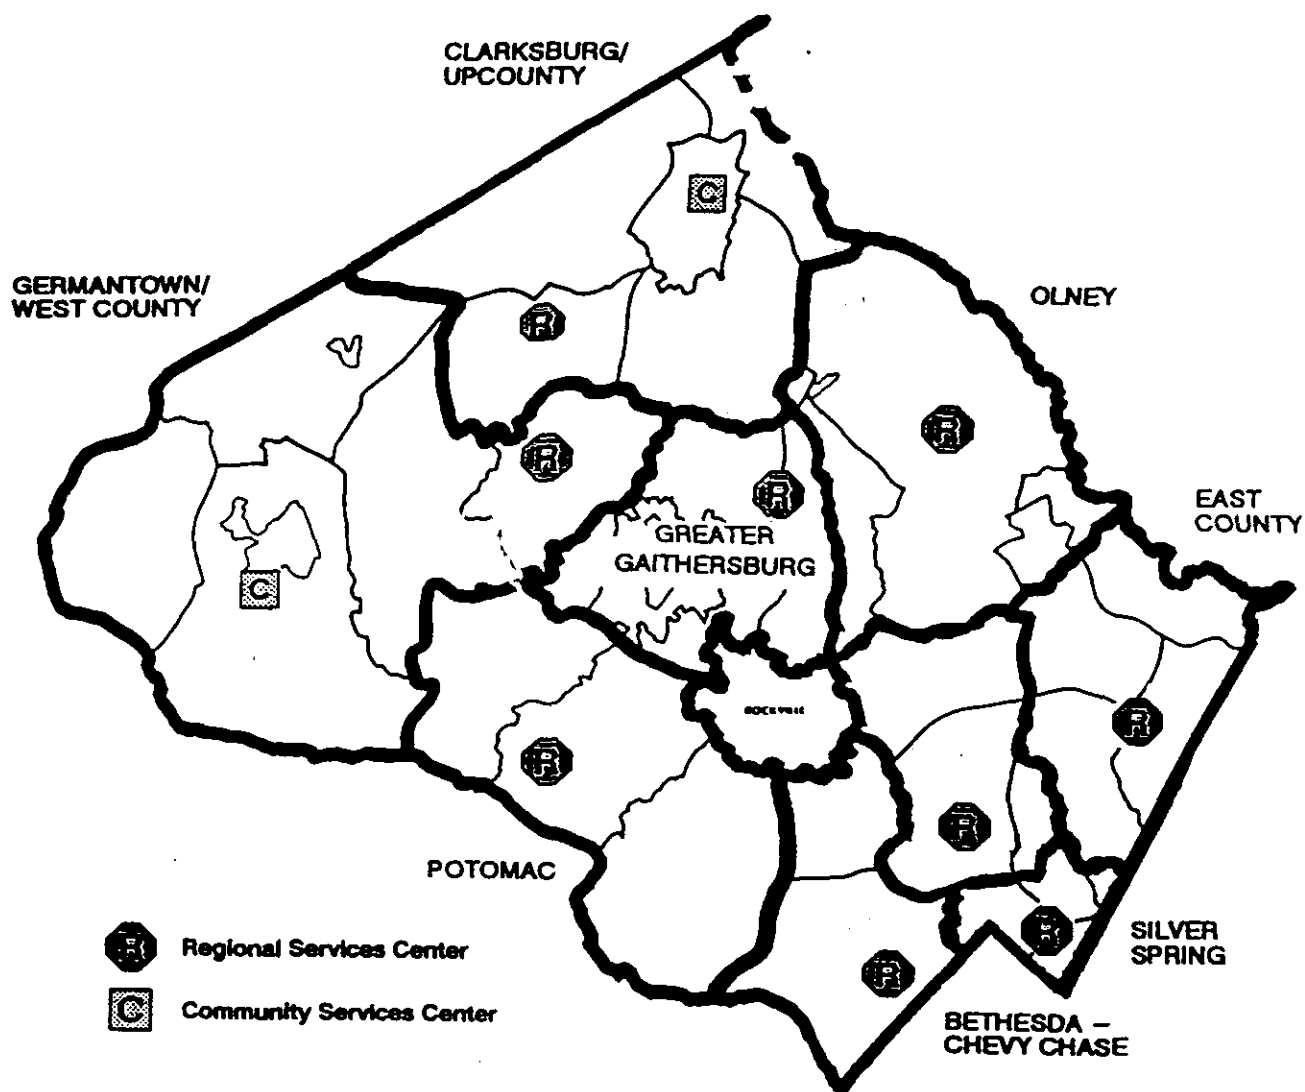 CLARKSBURG/
UPCOUNTY
C
GERMANTOWN/
WEST COUNTY
OLNEY
R
R
R
R
EAST
COUNTY
GREATER
GAITHERSBURG
C
ROCKVILLE
R
R
R
POTOMAC
R
R
SILVER
SPRING
R Regional Services Center
C Community Services Center
BETHESDA –
CHEVY CHASE